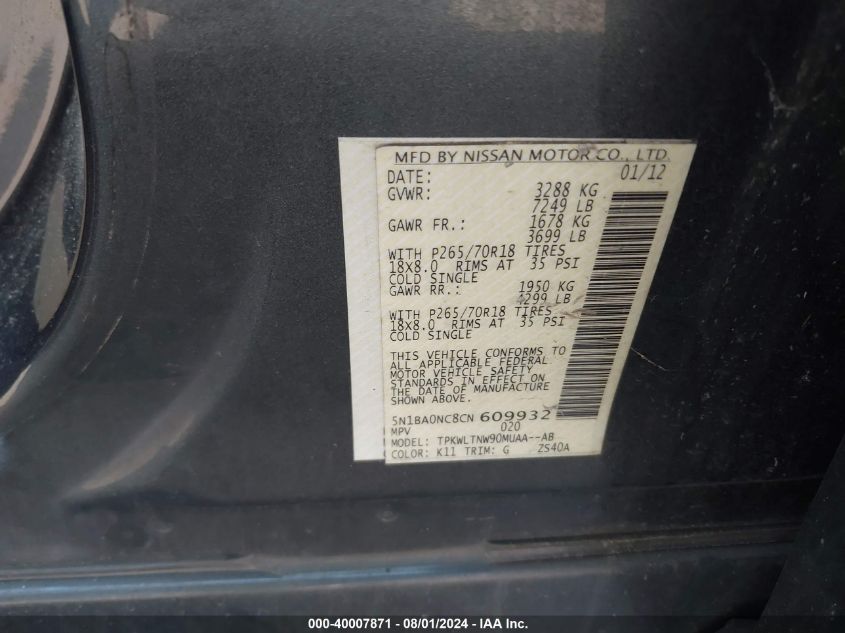 MFD BY NISSAN MOTOR CO., LTD.
DATE: 01/12
GVWR: 3288 KG
7249 LB
GAWR FR.: 1678 KG
3699 LB
WITH P265/70R18 TIRES
18X8.0 RIMS AT 35 PSI
COLD SINGLE
GAWR RR.: 1950 KG
4299 LB
WITH P265/70R18 TIRES
18X8.0 RIMS AT 35 PSI
COLD SINGLE
THIS VEHICLE CONFORMS TO
ALL APPLICABLE FEDERAL
MOTOR VEHICLE SAFETY
STANDARDS IN EFFECT ON
THE DATE OF MANUFACTURE
SHOWN ABOVE.
5N1BA0NC8CN 609932
MPV 020
MODEL: TPKWLTNW90MUAA--AB
COLOR: K11 TRIM: G ZS40A
000-40007871 - 08/01/2024 - IAA Inc.